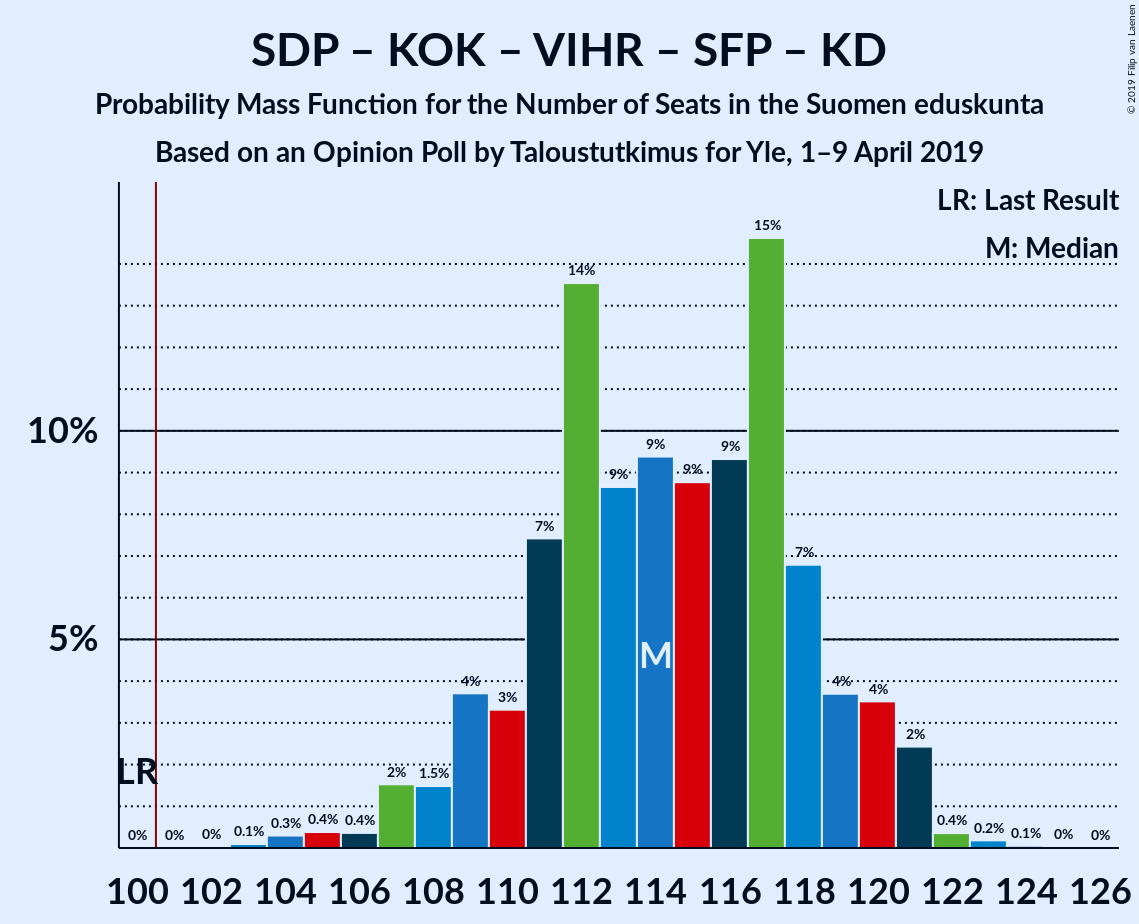 SDP – KOK – VIHR – SFP – KD
Probability Mass Function for the Number of Seats in the Suomen eduskunta
Based on an Opinion Poll by Taloustutkimus for Yle, 1–9 April 2019
© 2019 Filip van Laenen
LR: Last Result
M: Median
10%
5%
LR
M
0% 0% 0% 0.1% 0.3% 0.4% 0.4% 2% 1.5% 4% 3% 7% 14% 9% 9% 9% 9% 15% 7% 4% 4% 2% 0.4% 0.2% 0.1% 0% 0%
100 102 104 106 108 110 112 114 116 118 120 122 124 126